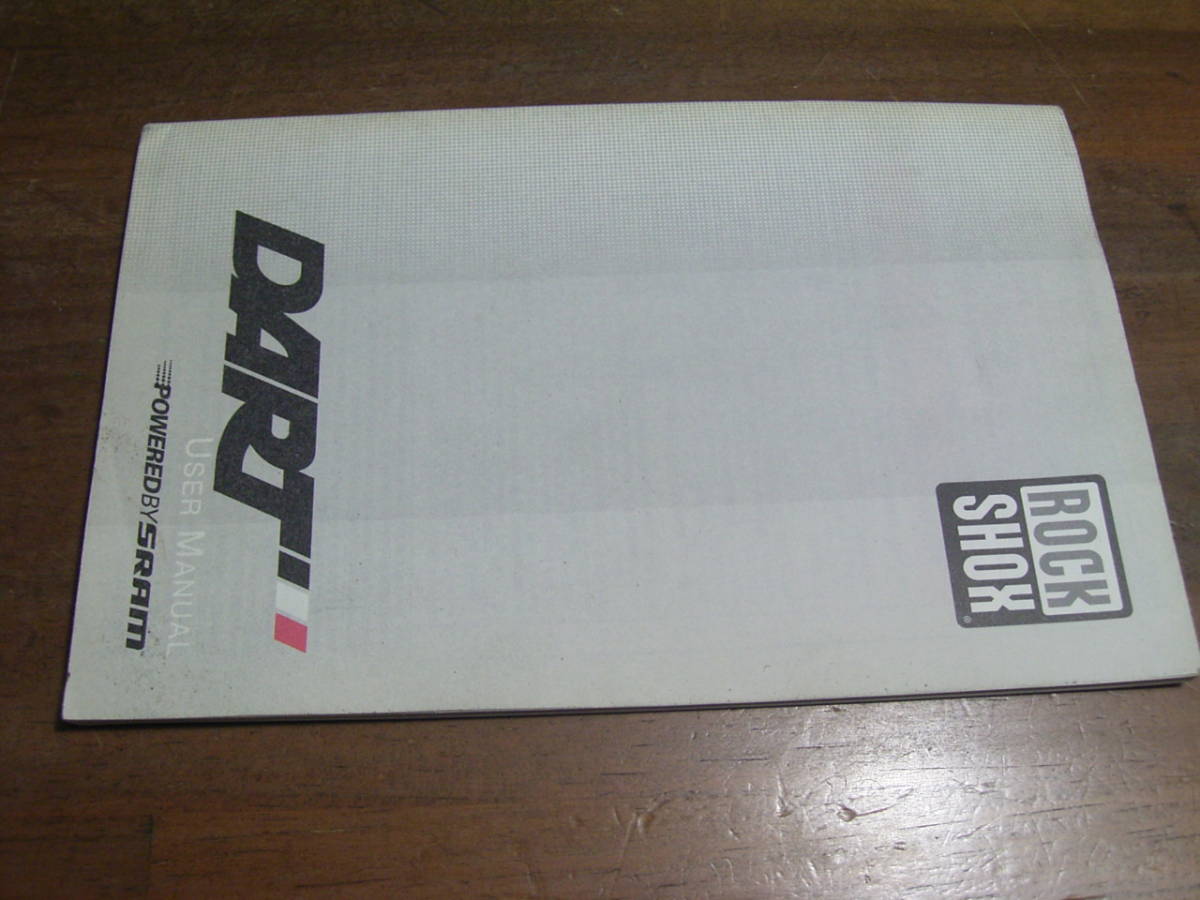 ROCK
SHOX®
DART
USER MANUAL
POWERED BY SRAM